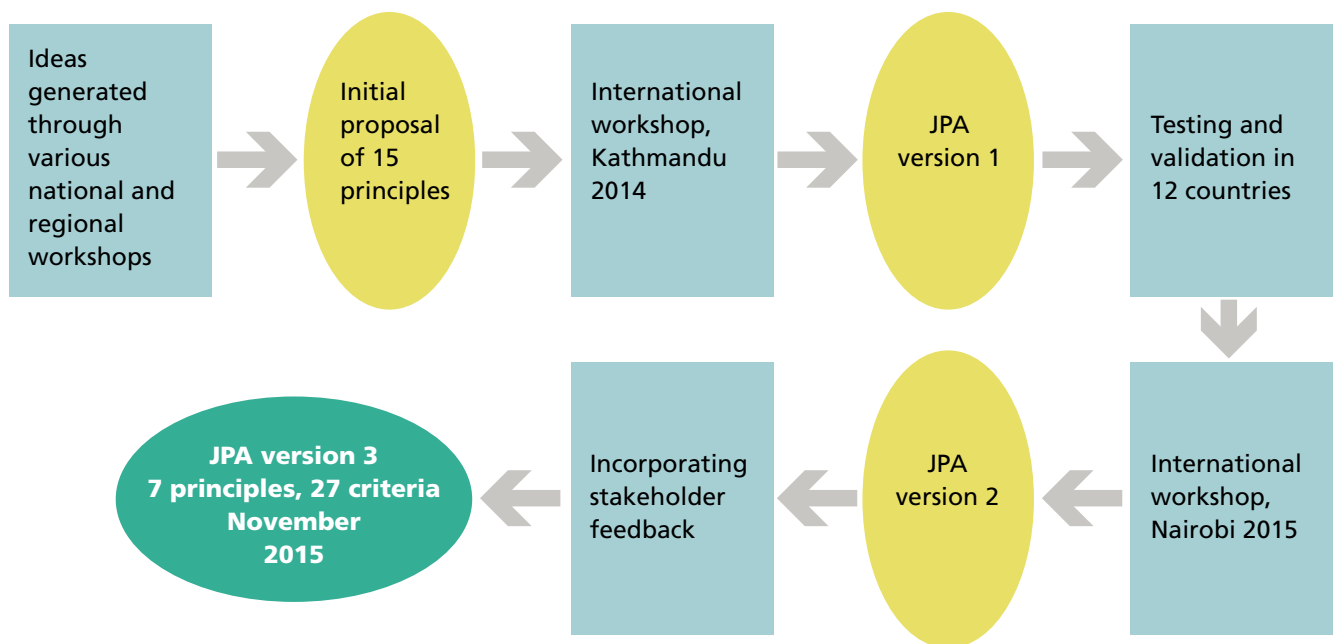 Ideas
generated
through
various
national and
regional
workshops
Initial
proposal
of 15
principles
International
workshop,
Kathmandu
2014
JPA
version 1
Testing and
validation in
12 countries
International
workshop,
Nairobi 2015
JPA
version 2
Incorporating
stakeholder
feedback
JPA version 3
7 principles, 27 criteria
November
2015